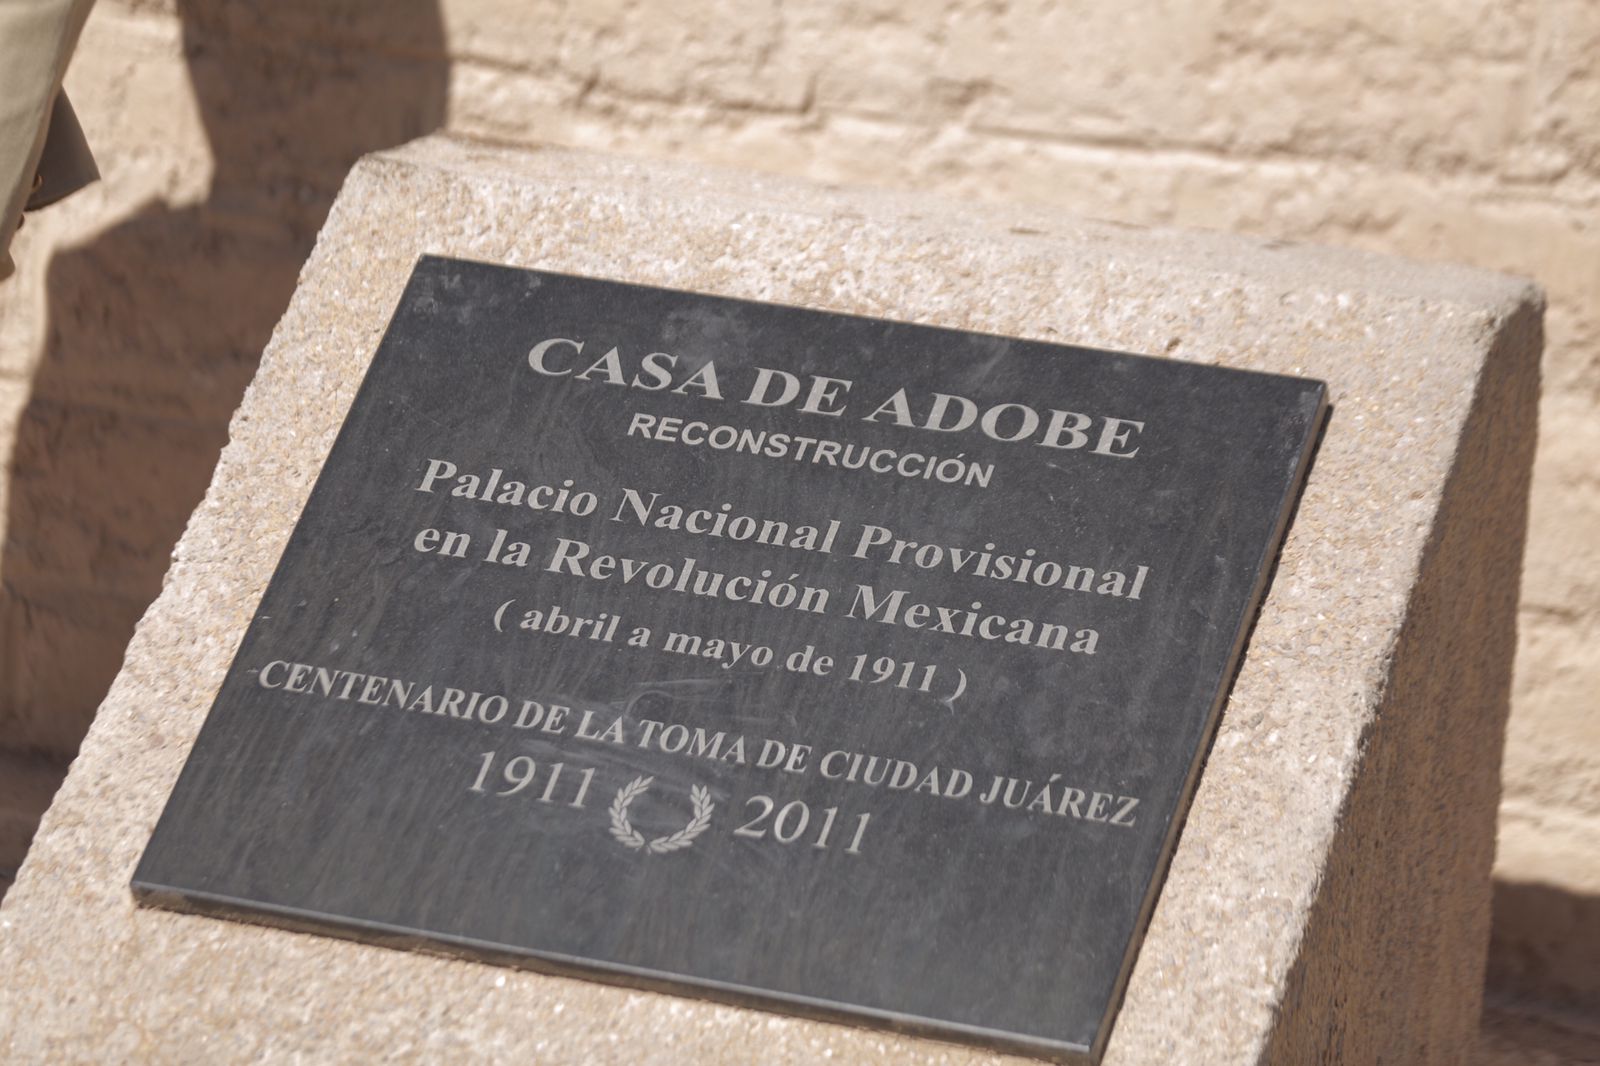 CASA DE ADOBE
RECONSTRUCCIÓN
Palacio Nacional Provisional
en la Revolución Mexicana
( abril a mayo de 1911 )
CENTENARIO DE LA TOMA DE CIUDAD JUÁREZ
1911 2011